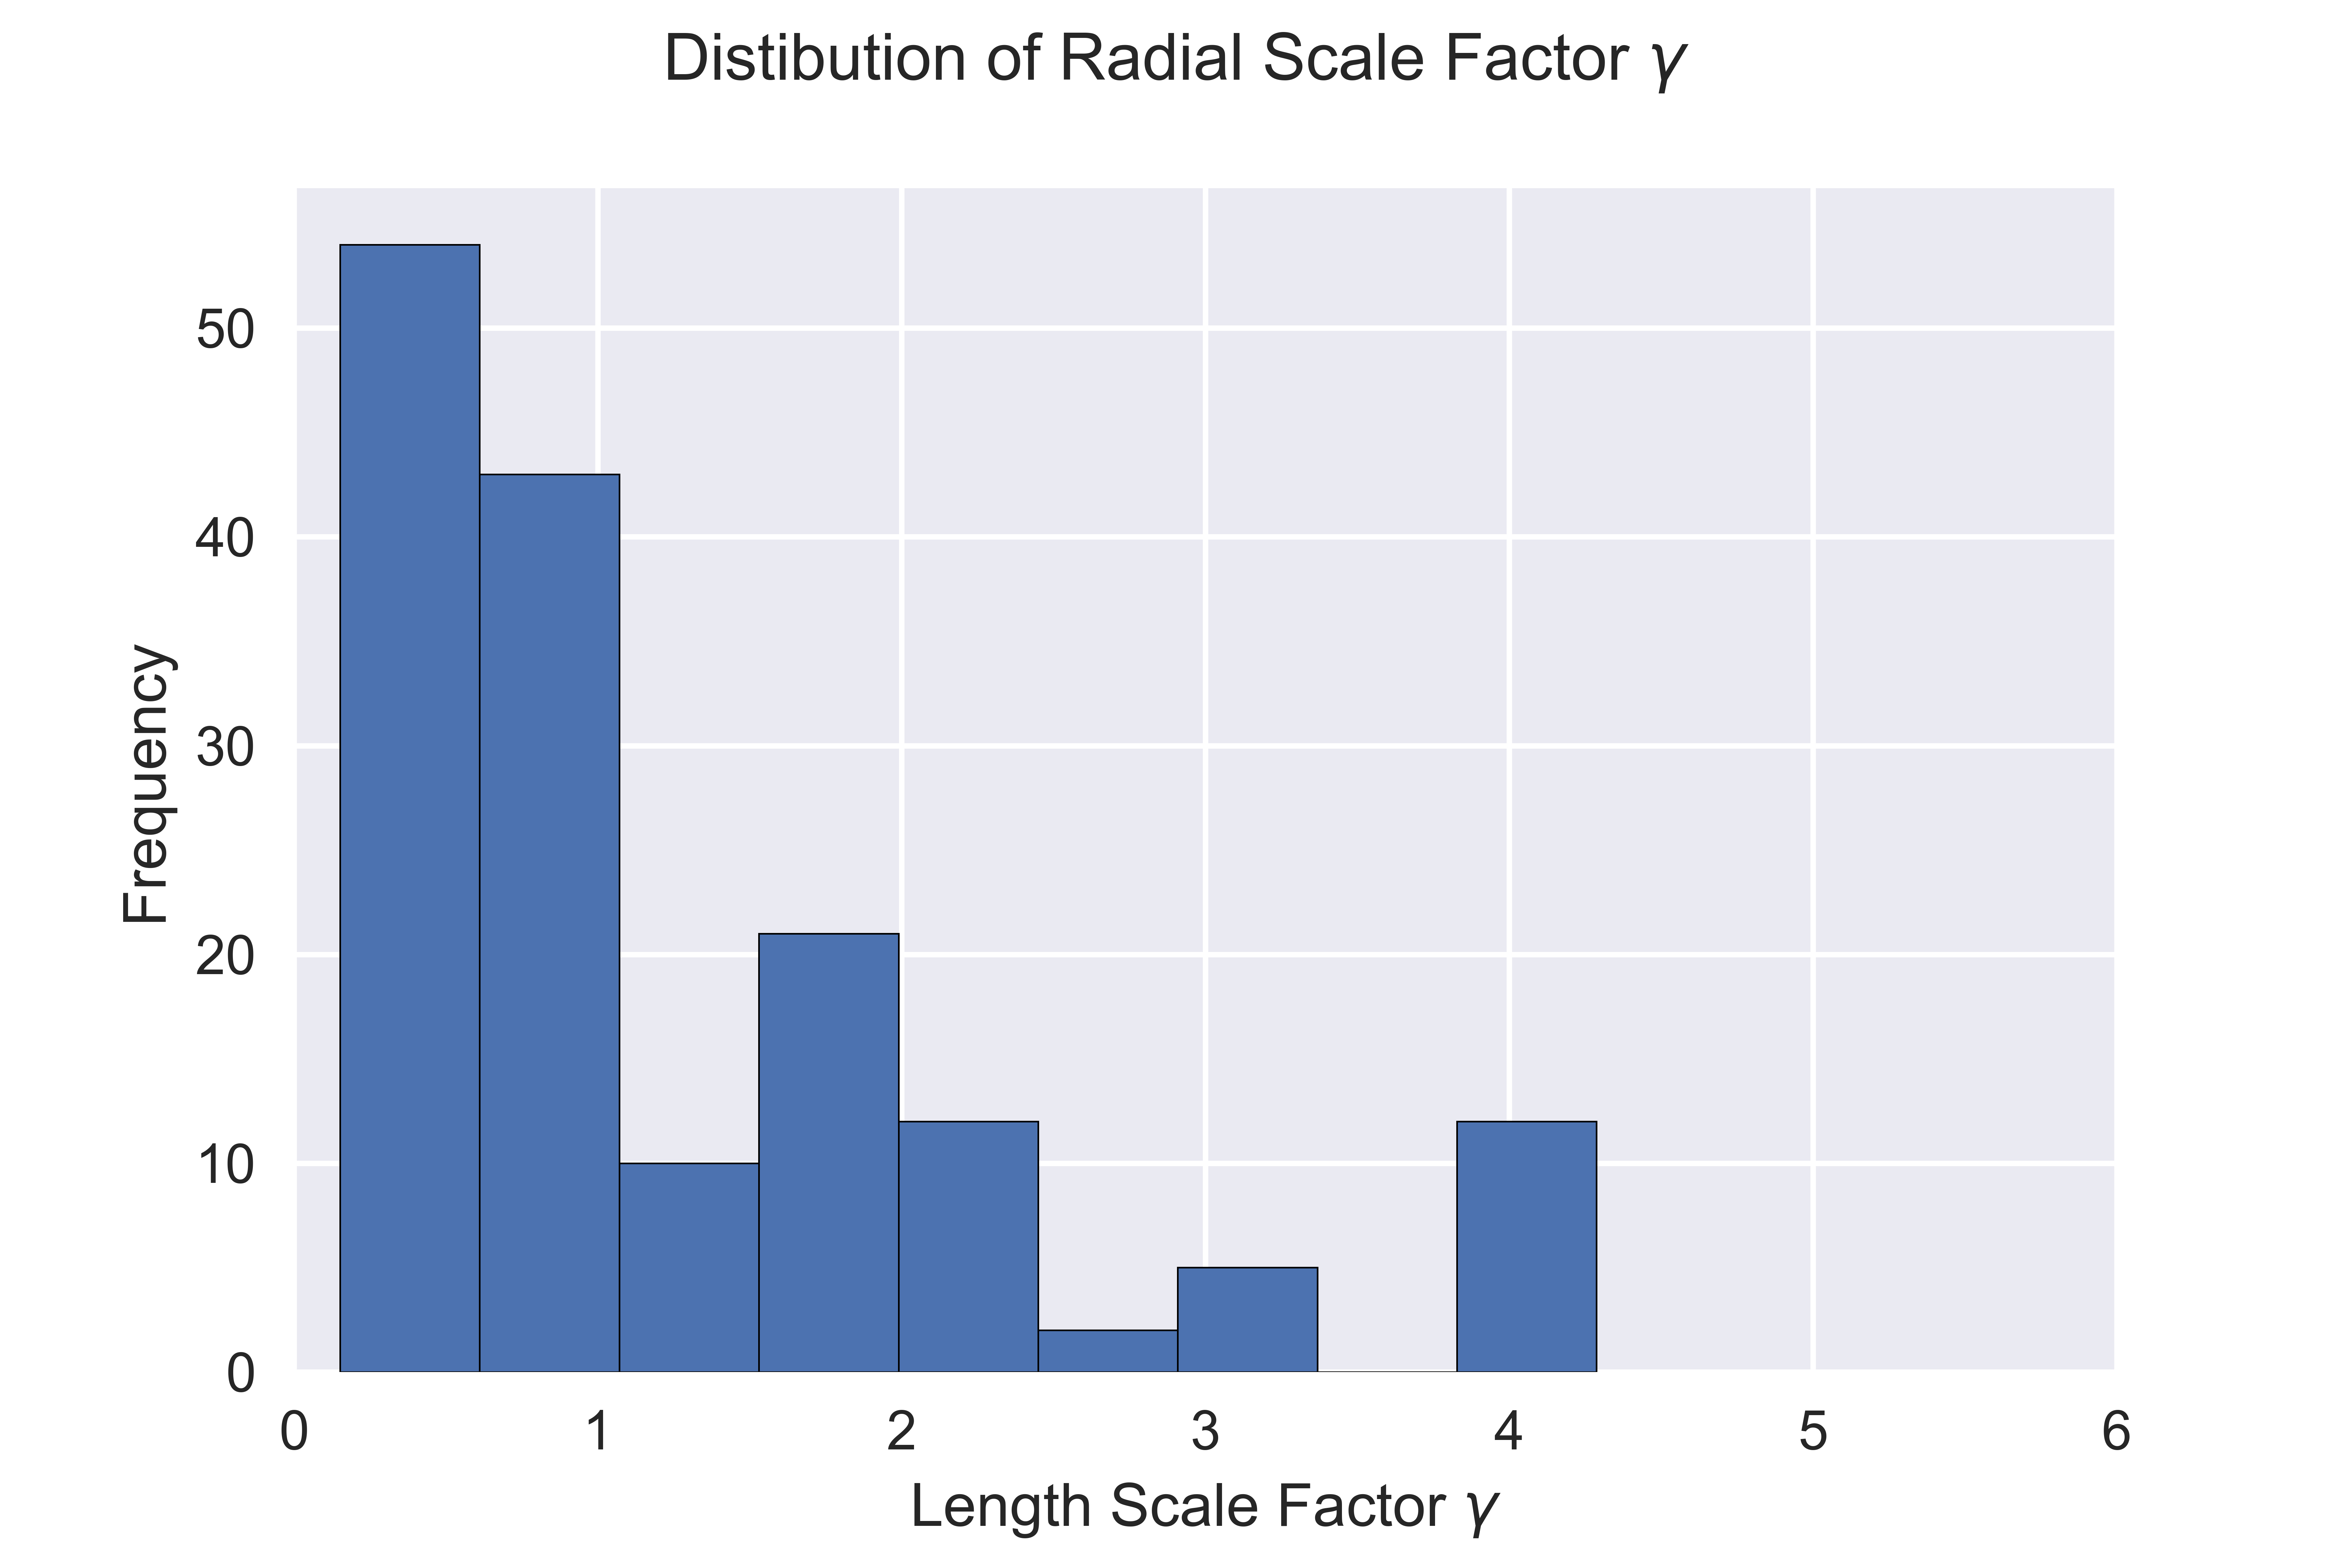 Distibution of Radial Scale Factor γ
Frequency
50
40
30
20
10
0
0 1 2 3 4 5 6
Length Scale Factor γ